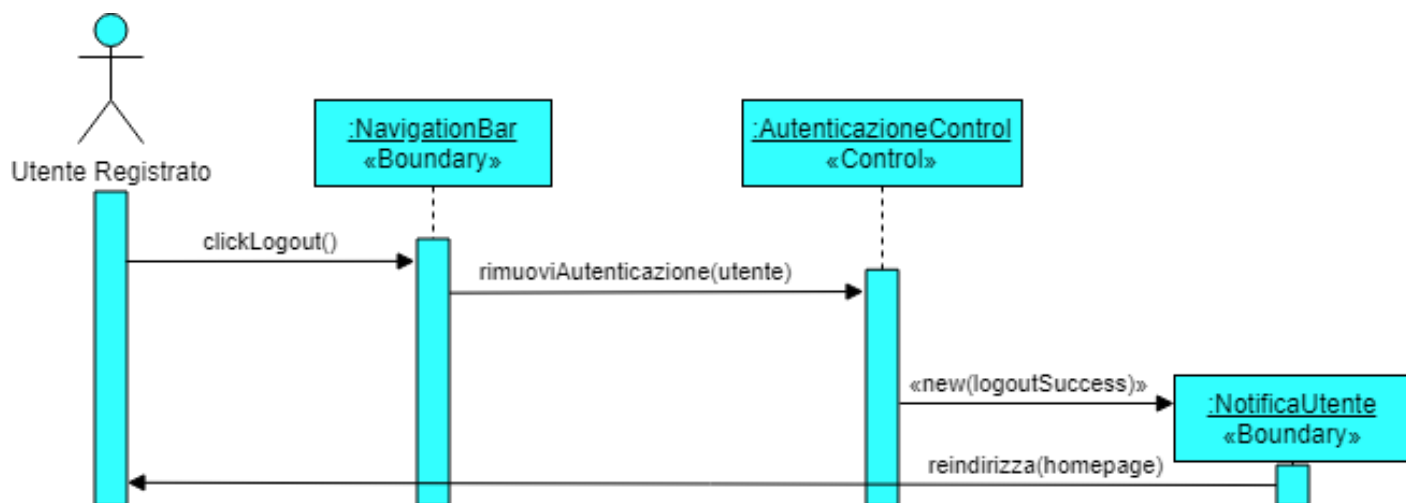 :NavigationBar
«Boundary»
:AutenticazioneControl
«Control»
Utente Registrato
clickLogout()
rimuoviAutenticazione(utente)
«new(logoutSuccess)»
:NotificaUtente
«Boundary»
reindirizza(homepage)